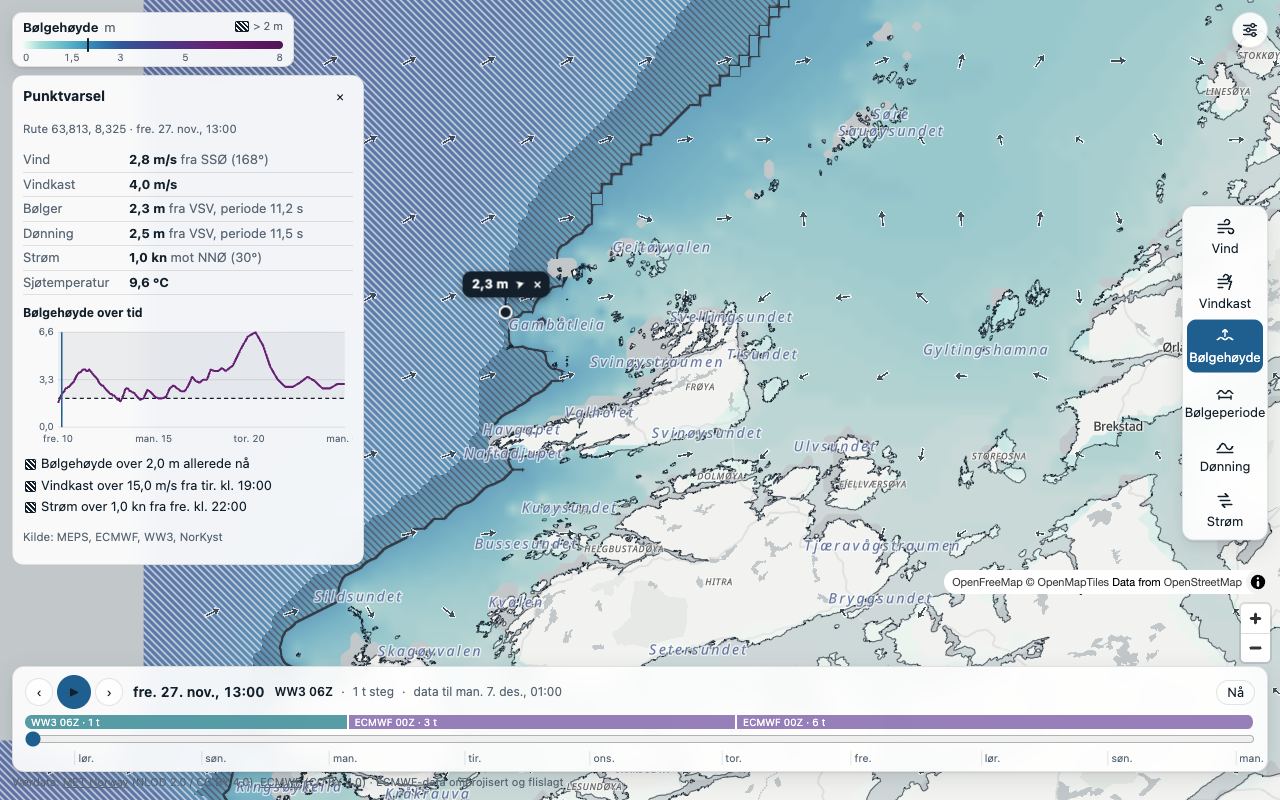 Bølgehøyde m
> 2 m
0 1,5 3 5 8
Punktvarsel ×
Rute 63,813, 8,325 · fre. 27. nov., 13:00
Vind 2,8 m/s fra SSØ (168°)
Vindkast 4,0 m/s
Bølger 2,3 m fra VSV, periode 11,2 s
Dønning 2,5 m fra VSV, periode 11,5 s
Strøm 1,0 kn mot NNØ (30°)
Sjøtemperatur 9,6 °C
Bølgehøyde over tid
6,6
3,3
0,0
fre. 10 man. 15 tor. 20 man.
Bølgehøyde over 2,0 m allerede nå
Vindkast over 15,0 m/s fra tir. kl. 19:00
Strøm over 1,0 kn fra fre. kl. 22:00
Kilde: MEPS, ECMWF, WW3, NorKyst
STOKKØY
LINESØYA
Søre
Sauøysundet
Geitøyvalen
2,3 m ×
Gambåtleia
Svellingsundet
Svinøystraumen
Tisundet
Gyltingshamna
FRØYA
Valholet
Havgapet
Naftadjupet
Svinøysundet
Ulvsundet
Brekstad
Ørla
STORFOSNA
DOLMØYA
FJELLVÆRSØYA
Kuøysundet
Bussesundet
HELGBUSTADØYA
Tjæravågstraumen
HITRA
Sildsundet
Kvalen
Bryggsundet
Skagøyvalen
Setersundet
Vind
Vindkast
Bølgehøyde
Bølgeperiode
Dønning
Strøm
OpenFreeMap © OpenMapTiles Data from OpenStreetMap
+
−
fre. 27. nov., 13:00 WW3 06Z · 1 t steg · data til man. 7. des., 01:00
Nå
WW3 06Z · 1 t ECMWF 00Z · 3 t ECMWF 00Z · 6 t
lør. søn. man. tir. ons. tor. fre. lør. søn. man.